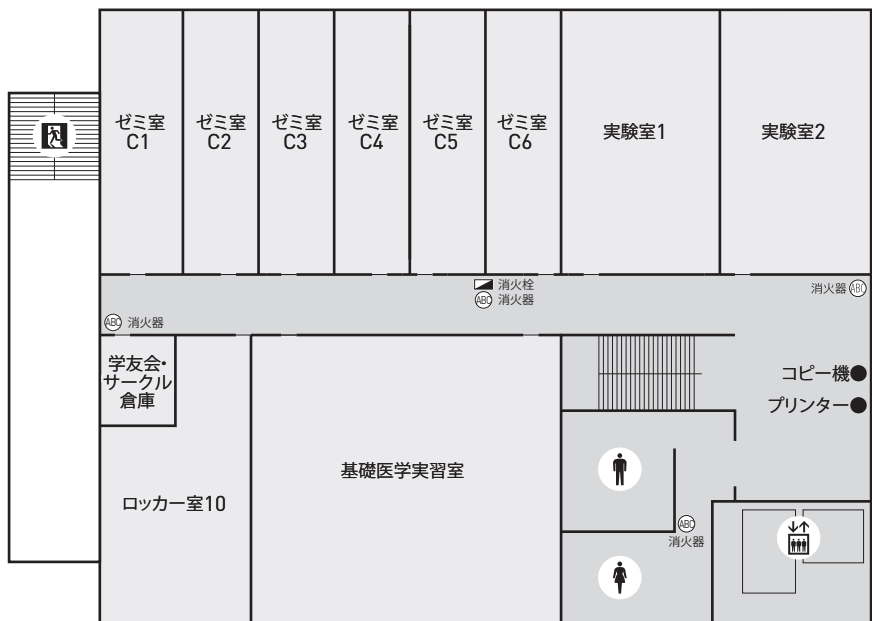 ゼミ室
C1
ゼミ室
C2
ゼミ室
C3
ゼミ室
C4
ゼミ室
C5
ゼミ室
C6
実験室1
実験室2
消火栓
ABC 消火器
消火器 ABC
ABC 消火器
学友会・
サークル
倉庫
コピー機
プリンター
基礎医学実習室
ロッカー室10
ABC
消火器